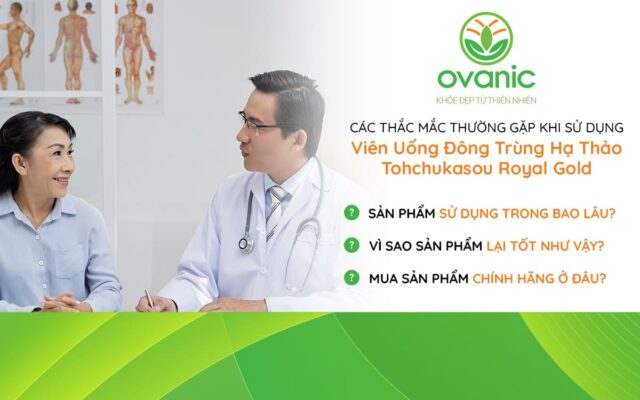 ovanic
KHỎE ĐẸP TỪ THIÊN NHIÊN
CÁC THẮC MẮC THƯỜNG GẶP KHI SỬ DỤNG
Viên Uống Đông Trùng Hạ Thảo
Tohchukasou Royal Gold
? SẢN PHẨM SỬ DỤNG TRONG BAO LÂU?
? VÌ SAO SẢN PHẨM LẠI TỐT NHƯ VẬY?
? MUA SẢN PHẨM CHÍNH HÃNG Ở ĐÂU?